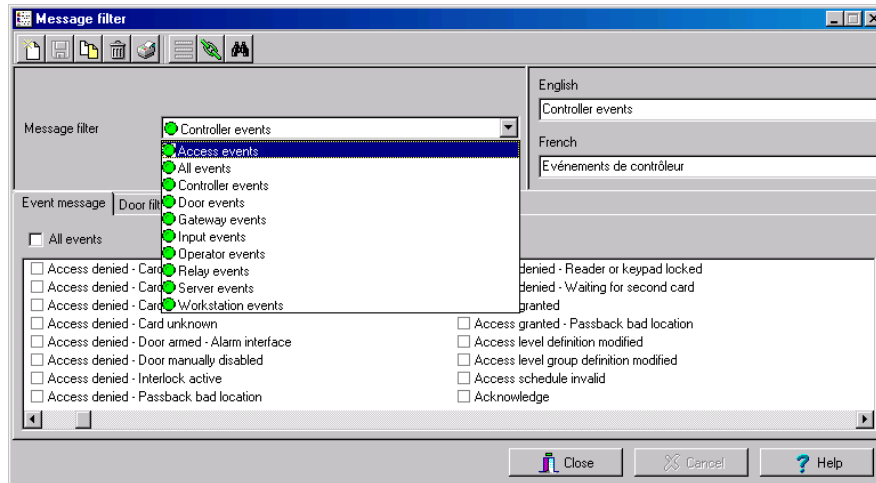 Message filter
English
Controller events
Message filter
Controller events
French
Evénements de contrôleur
Access events
All events
Controller events
Door events
Gateway events
Input events
Operator events
Relay events
Server events
Workstation events
Event message
Door
All events
Access denied -
Access denied -
Access denied -
Access denied - Card unknown
Access denied - Door armed - Alarm interface
Access denied - Door manually disabled
Access denied - Interlock active
Access denied - Passback bad location
denied - Reader or keypad locked
denied - Waiting for second card
granted
Access granted - Passback bad location
Access level definition modified
Access level group definition modified
Access schedule invalid
Acknowledge
Close
Cancel
Help